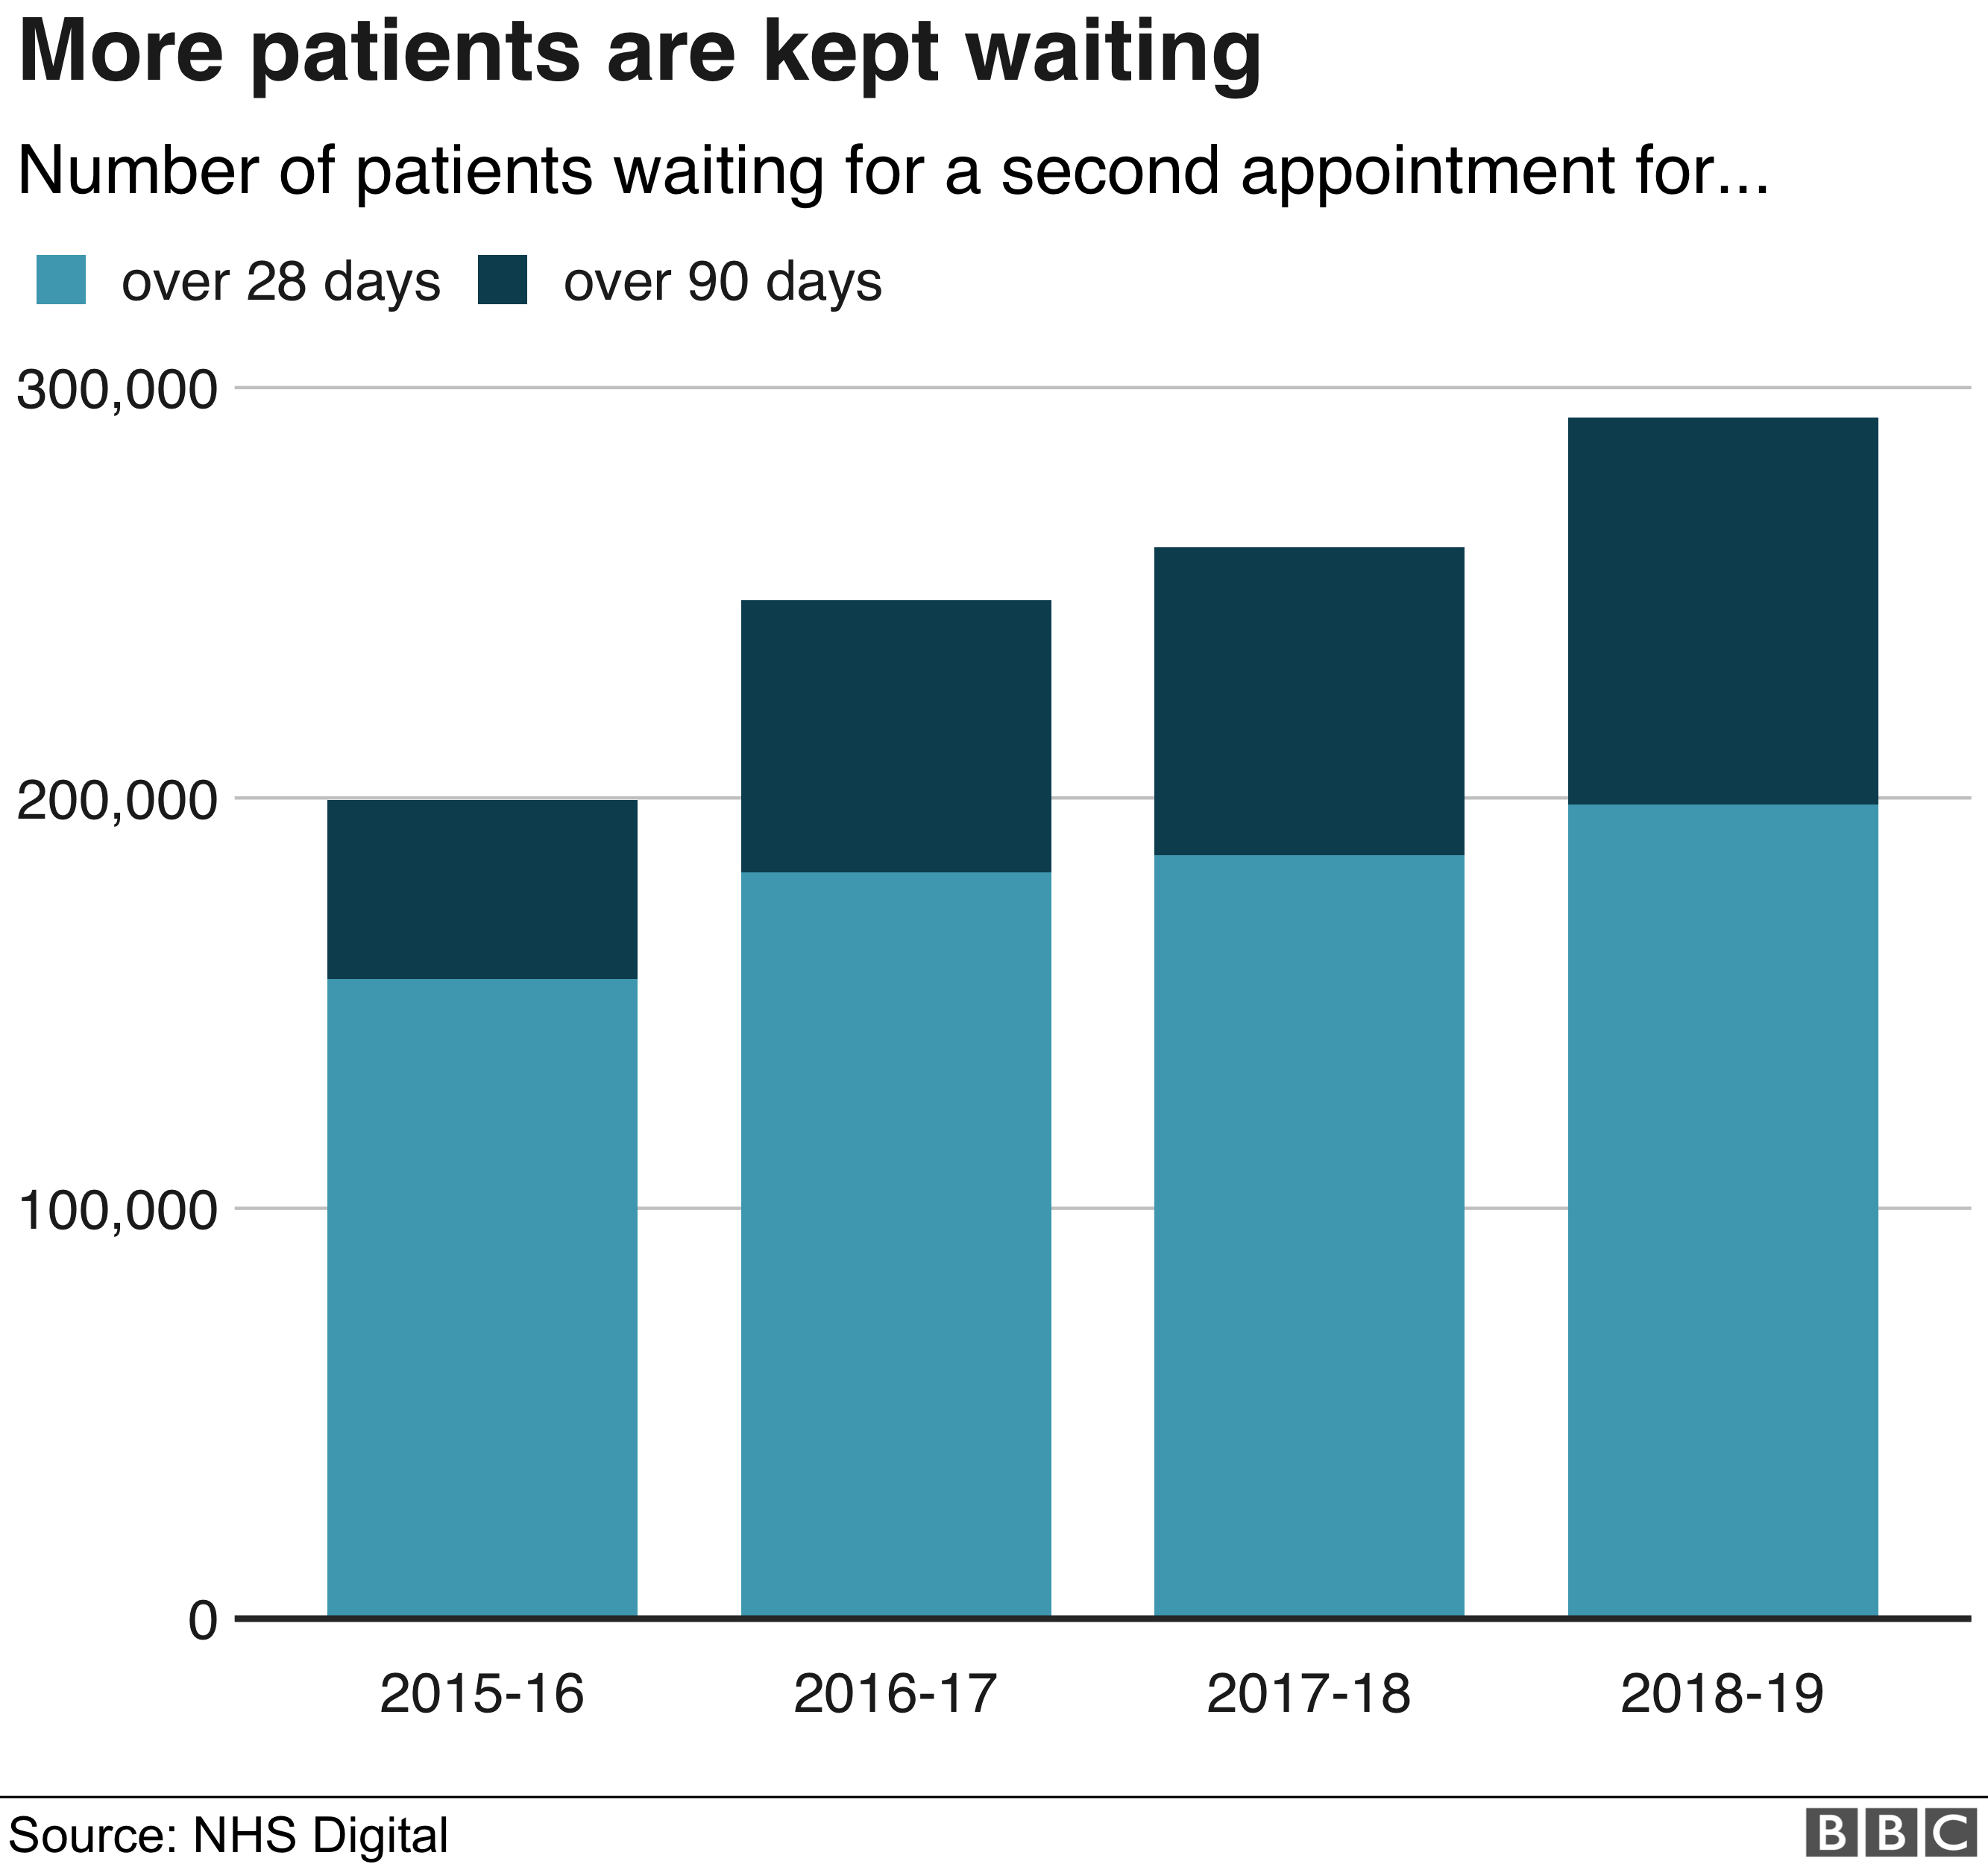 More patients are kept waiting
Number of patients waiting for a second appointment for...
over 28 days over 90 days
300,000
200,000
100,000
0
2015-16 2016-17 2017-18 2018-19
Source: NHS Digital BBC